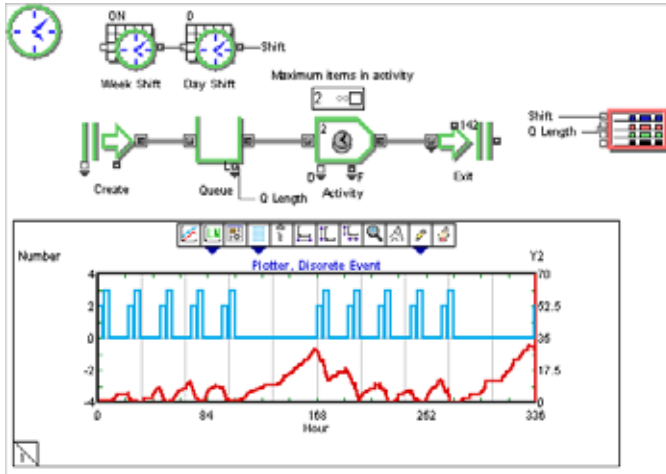 ON
0
Shift
Week Shift
Day Shift
Maximum items in activity
2
Shift
Q Length
2
142
L
D
F
Create
Queue
Q Length
Activity
Exit
Plotter, Discrete Event
Number
Y2
4
2
0
-2
-4
70
52.5
35
17.5
0
0
84
168
252
336
Hour